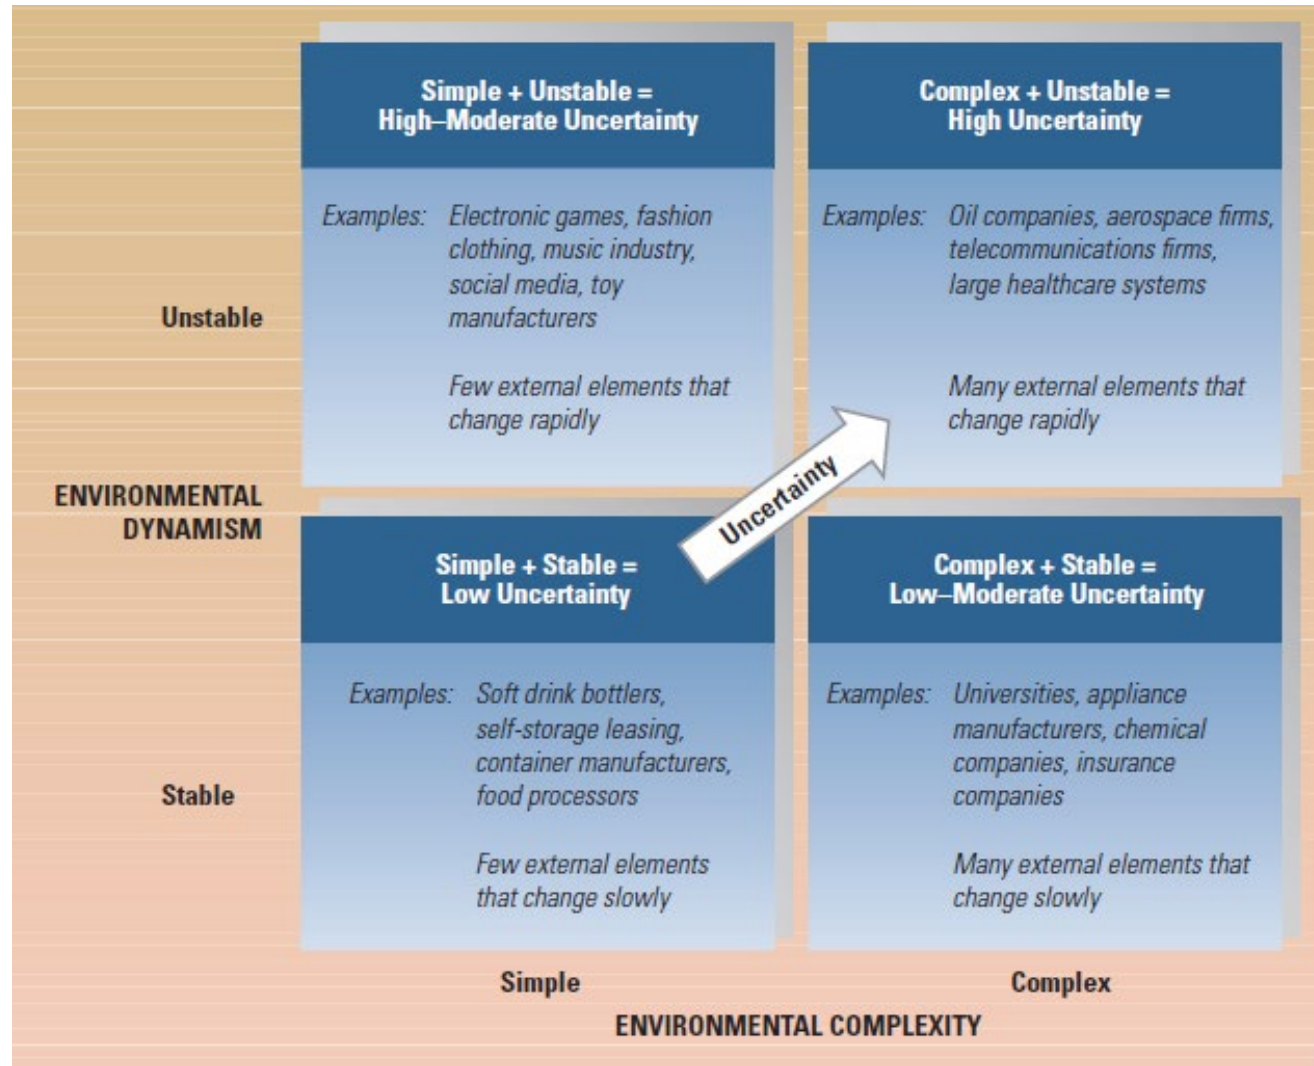 Simple + Unstable =
High–Moderate Uncertainty
Examples: Electronic games, fashion
clothing, music industry,
social media, toy
manufacturers
Few external elements that
change rapidly
Complex + Unstable =
High Uncertainty
Examples: Oil companies, aerospace firms,
telecommunications firms,
large healthcare systems
Many external elements that
change rapidly
Unstable
ENVIRONMENTAL
DYNAMISM
Uncertainty
Simple + Stable =
Low Uncertainty
Examples: Soft drink bottlers,
self-storage leasing,
container manufacturers,
food processors
Few external elements
that change slowly
Complex + Stable =
Low–Moderate Uncertainty
Examples: Universities, appliance
manufacturers, chemical
companies, insurance
companies
Many external elements that
change slowly
Stable
Simple
Complex
ENVIRONMENTAL COMPLEXITY